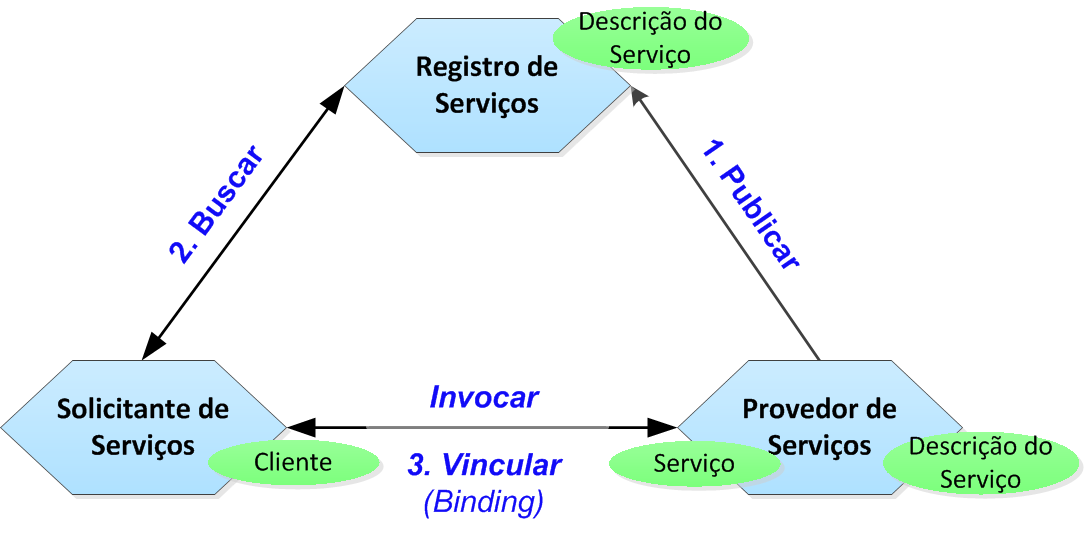 Descrição do
Serviço
Registro de
Serviços
1. Publicar
2. Buscar
Solicitante de
Serviços
Cliente
Invocar
3. Vincular
(Binding)
Provedor de
Serviços
Serviço
Descrição do
Serviço